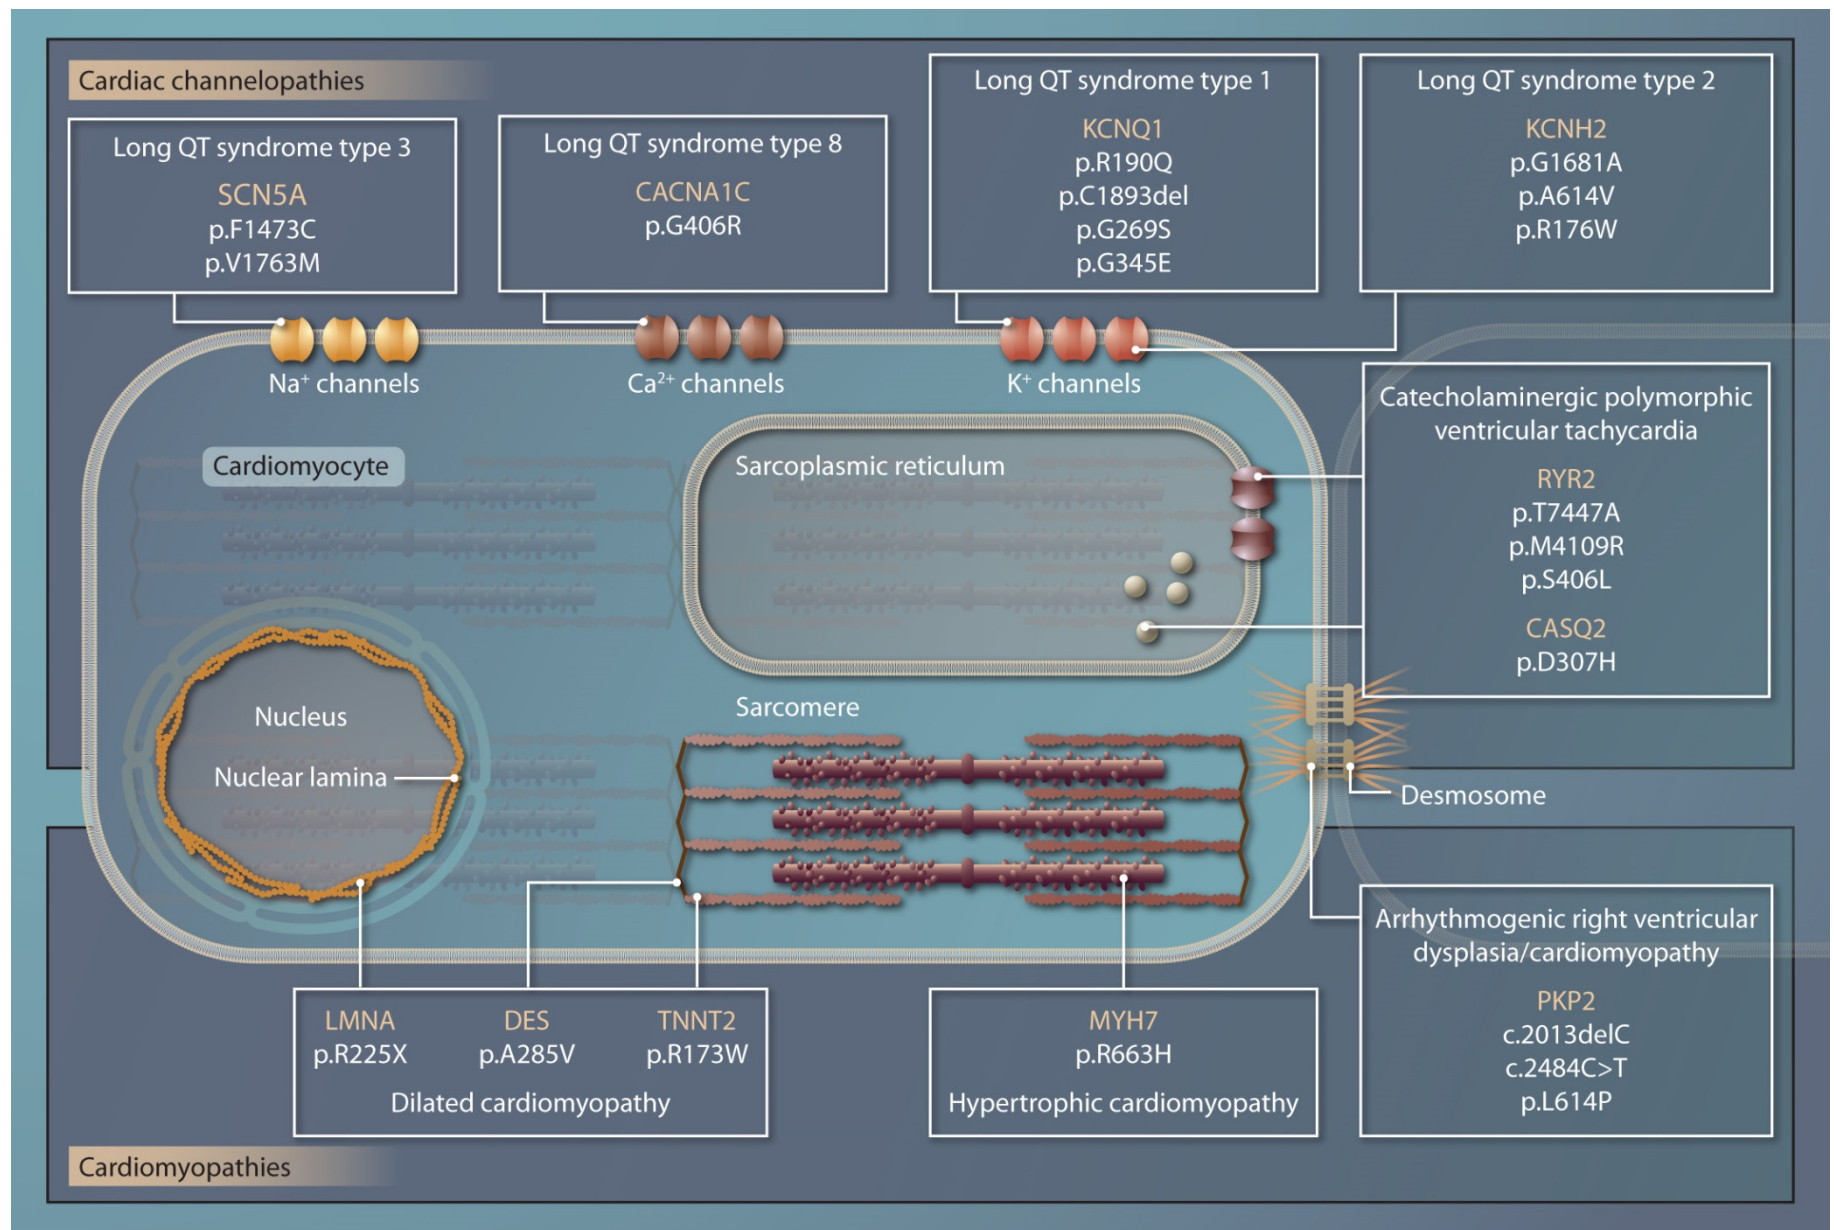 Cardiac channelopathies
Long QT syndrome type 3
SCN5A
p.F1473C
p.V1763M
Long QT syndrome type 8
CACNA1C
p.G406R
Long QT syndrome type 1
KCNQ1
p.R190Q
p.C1893del
p.G269S
p.G345E
Long QT syndrome type 2
KCNH2
p.G1681A
p.A614V
p.R176W
Na⁺ channels
Ca²⁺ channels
K⁺ channels
Catecholaminergic polymorphic
ventricular tachycardia
RYR2
p.T7447A
p.M4109R
p.S406L
CASQ2
p.D307H
Cardiomyocyte
Sarcoplasmic reticulum
Nucleus
Nuclear lamina
Sarcomere
Desmosome
LMNA
p.R225X
DES
p.A285V
TNNT2
p.R173W
Dilated cardiomyopathy
MYH7
p.R663H
Hypertrophic cardiomyopathy
Arrhythmogenic right ventricular
dysplasia/cardiomyopathy
PKP2
c.2013delC
c.2484C>T
p.L614P
Cardiomyopathies